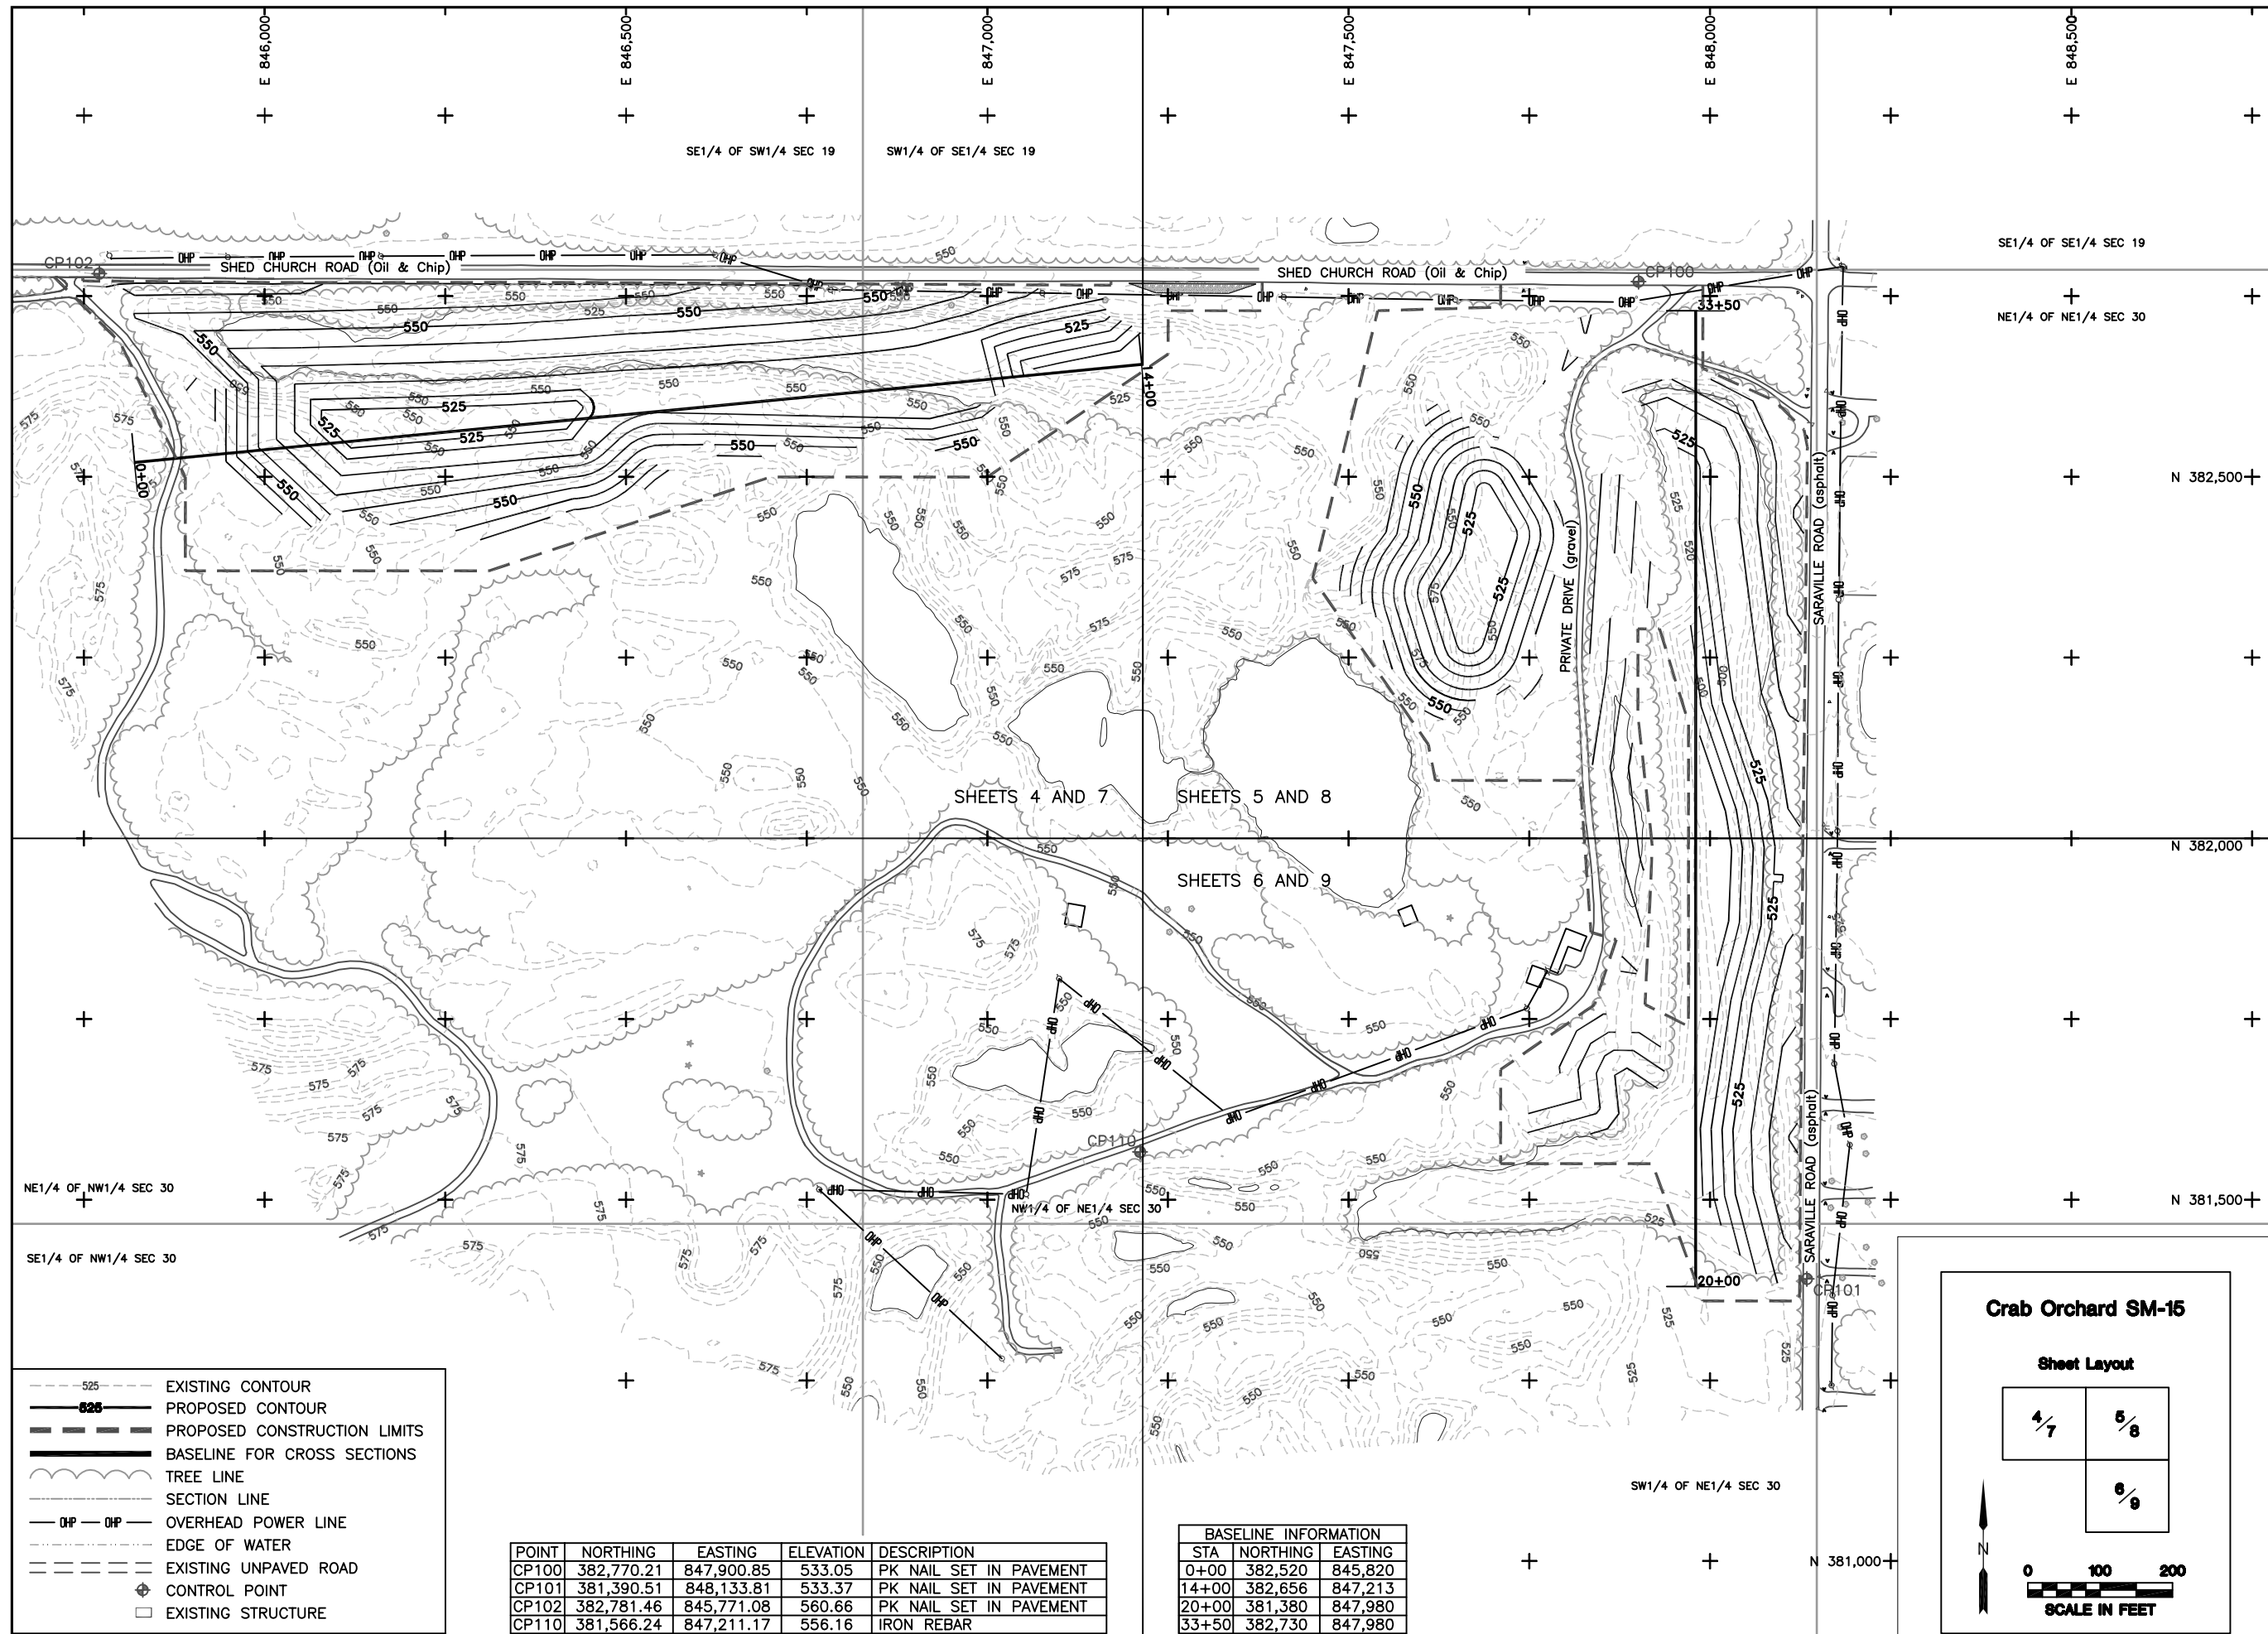 E 846,000
E 846,500
E 847,000
E 847,500
E 848,000
E 848,500
SE1/4 OF SW1/4 SEC 19
SW1/4 OF SE1/4 SEC 19
SE1/4 OF SE1/4 SEC 19
CP102
SHED CHURCH ROAD (Oil & Chip)
SHED CHURCH ROAD (Oil & Chip)
CP100
NE1/4 OF NE1/4 SEC 30
33+50
14+00
0+00
N 382,500
SARAVILLE ROAD (asphalt)
PRIVATE DRIVE (gravel)
SHEETS 4 AND 7
SHEETS 5 AND 8
N 382,000
SHEETS 6 AND 9
SARAVILLE ROAD (asphalt)
CP110
NE1/4 OF NW1/4 SEC 30
NW1/4 OF NE1/4 SEC 30
N 381,500
SE1/4 OF NW1/4 SEC 30
20+00
CP101
SW1/4 OF NE1/4 SEC 30
N 381,000
525 EXISTING CONTOUR
525 PROPOSED CONTOUR
PROPOSED CONSTRUCTION LIMITS
BASELINE FOR CROSS SECTIONS
TREE LINE
SECTION LINE
OHP OHP OVERHEAD POWER LINE
EDGE OF WATER
EXISTING UNPAVED ROAD
CONTROL POINT
EXISTING STRUCTURE
POINT NORTHING EASTING ELEVATION DESCRIPTION
CP100 382,770.21 847,900.85 533.05 PK NAIL SET IN PAVEMENT
CP101 381,390.51 848,133.81 533.37 PK NAIL SET IN PAVEMENT
CP102 382,781.46 845,771.08 560.66 PK NAIL SET IN PAVEMENT
CP110 381,566.24 847,211.17 556.16 IRON REBAR
BASELINE INFORMATION
STA NORTHING EASTING
0+00 382,520 845,820
14+00 382,656 847,213
20+00 381,380 847,980
33+50 382,730 847,980
Crab Orchard SM-15
Sheet Layout
4/7
5/8
6/9
N
0 100 200
SCALE IN FEET